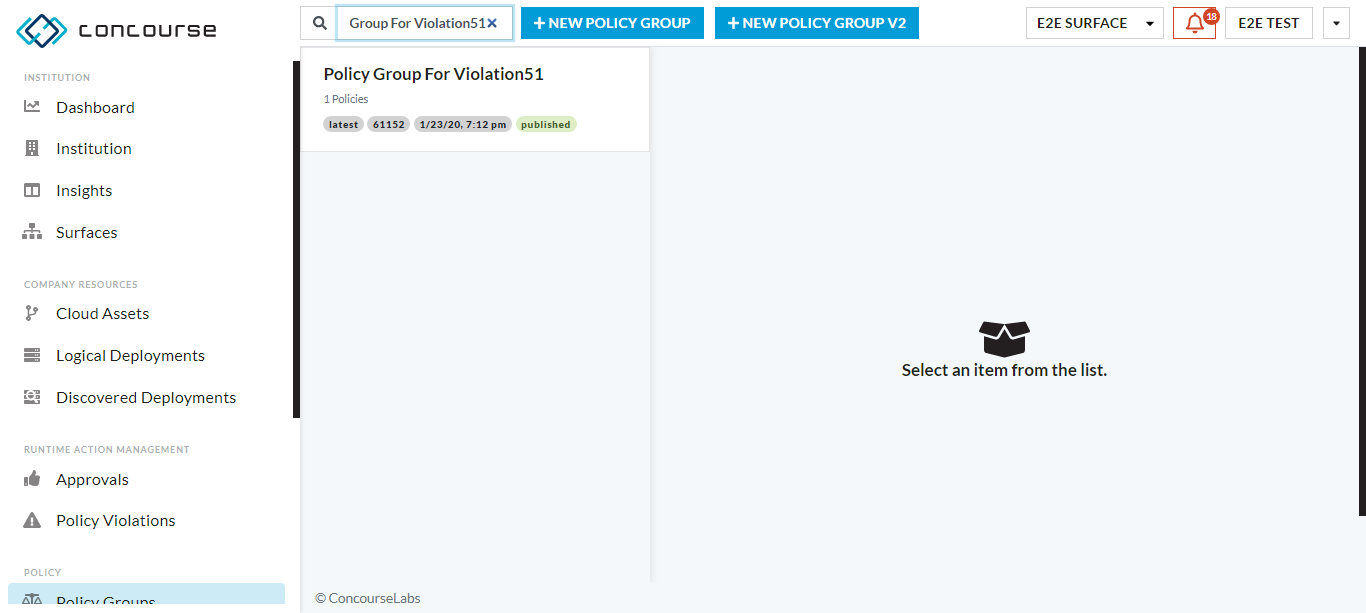 concourse
Group For Violation51
NEW POLICY GROUP
NEW POLICY GROUP V2
E2E SURFACE
18
E2E TEST
INSTITUTION
Dashboard
Institution
Insights
Surfaces
COMPANY RESOURCES
Cloud Assets
Logical Deployments
Discovered Deployments
RUNTIME ACTION MANAGEMENT
Approvals
Policy Violations
POLICY
Policy Groups
Policy Group For Violation51
1 Policies
latest 61152 1/23/20, 7:12 pm published
Select an item from the list.
© ConcourseLabs